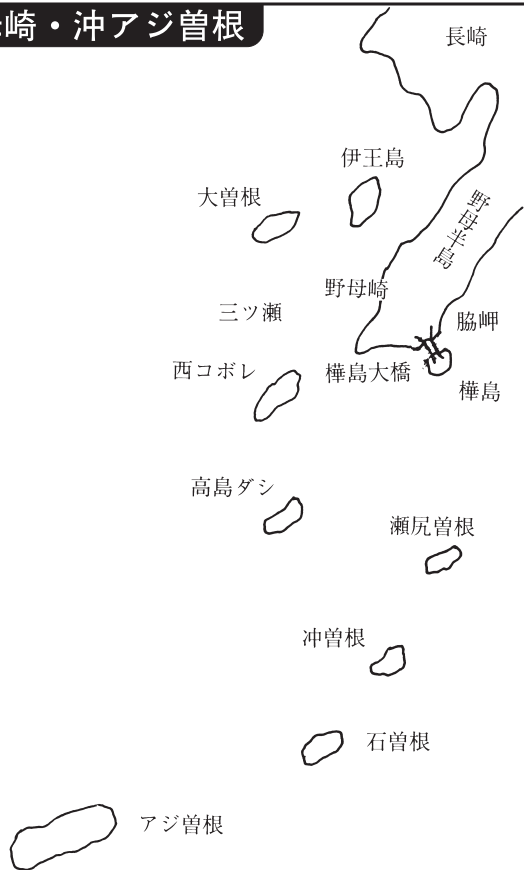 崎・沖アジ曽根
長崎
伊王島
大曽根
野母半島
野母崎
三ツ瀬
脇岬
西コボレ
樺島大橋
樺島
高島ダシ
瀬尻曽根
冲曽根
石曽根
アジ曽根